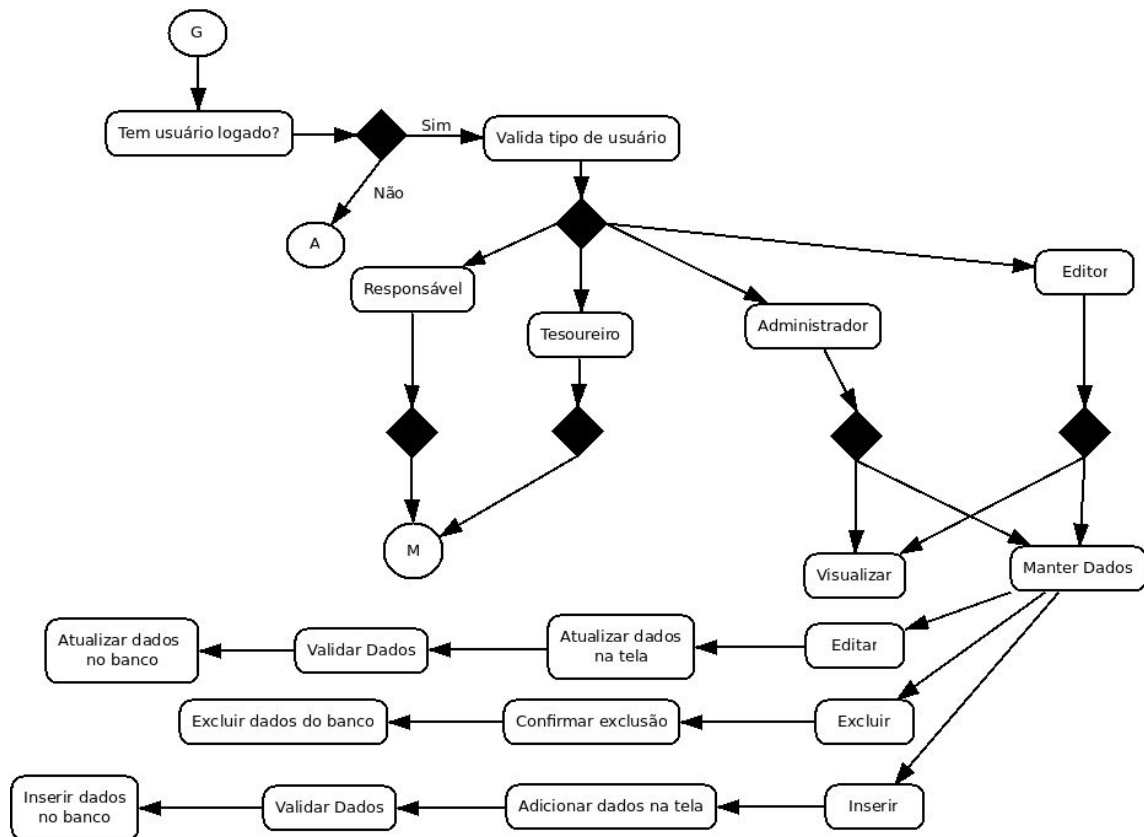 G
Tem usuário logado?
Sim
Valida tipo de usuário
Não
A
Responsável
Tesoureiro
Administrador
Editor
M
Visualizar
Manter Dados
Atualizar dados
no banco
Validar Dados
Atualizar dados
na tela
Editar
Excluir dados do banco
Confirmar exclusão
Excluir
Inserir dados
no banco
Validar Dados
Adicionar dados na tela
Inserir